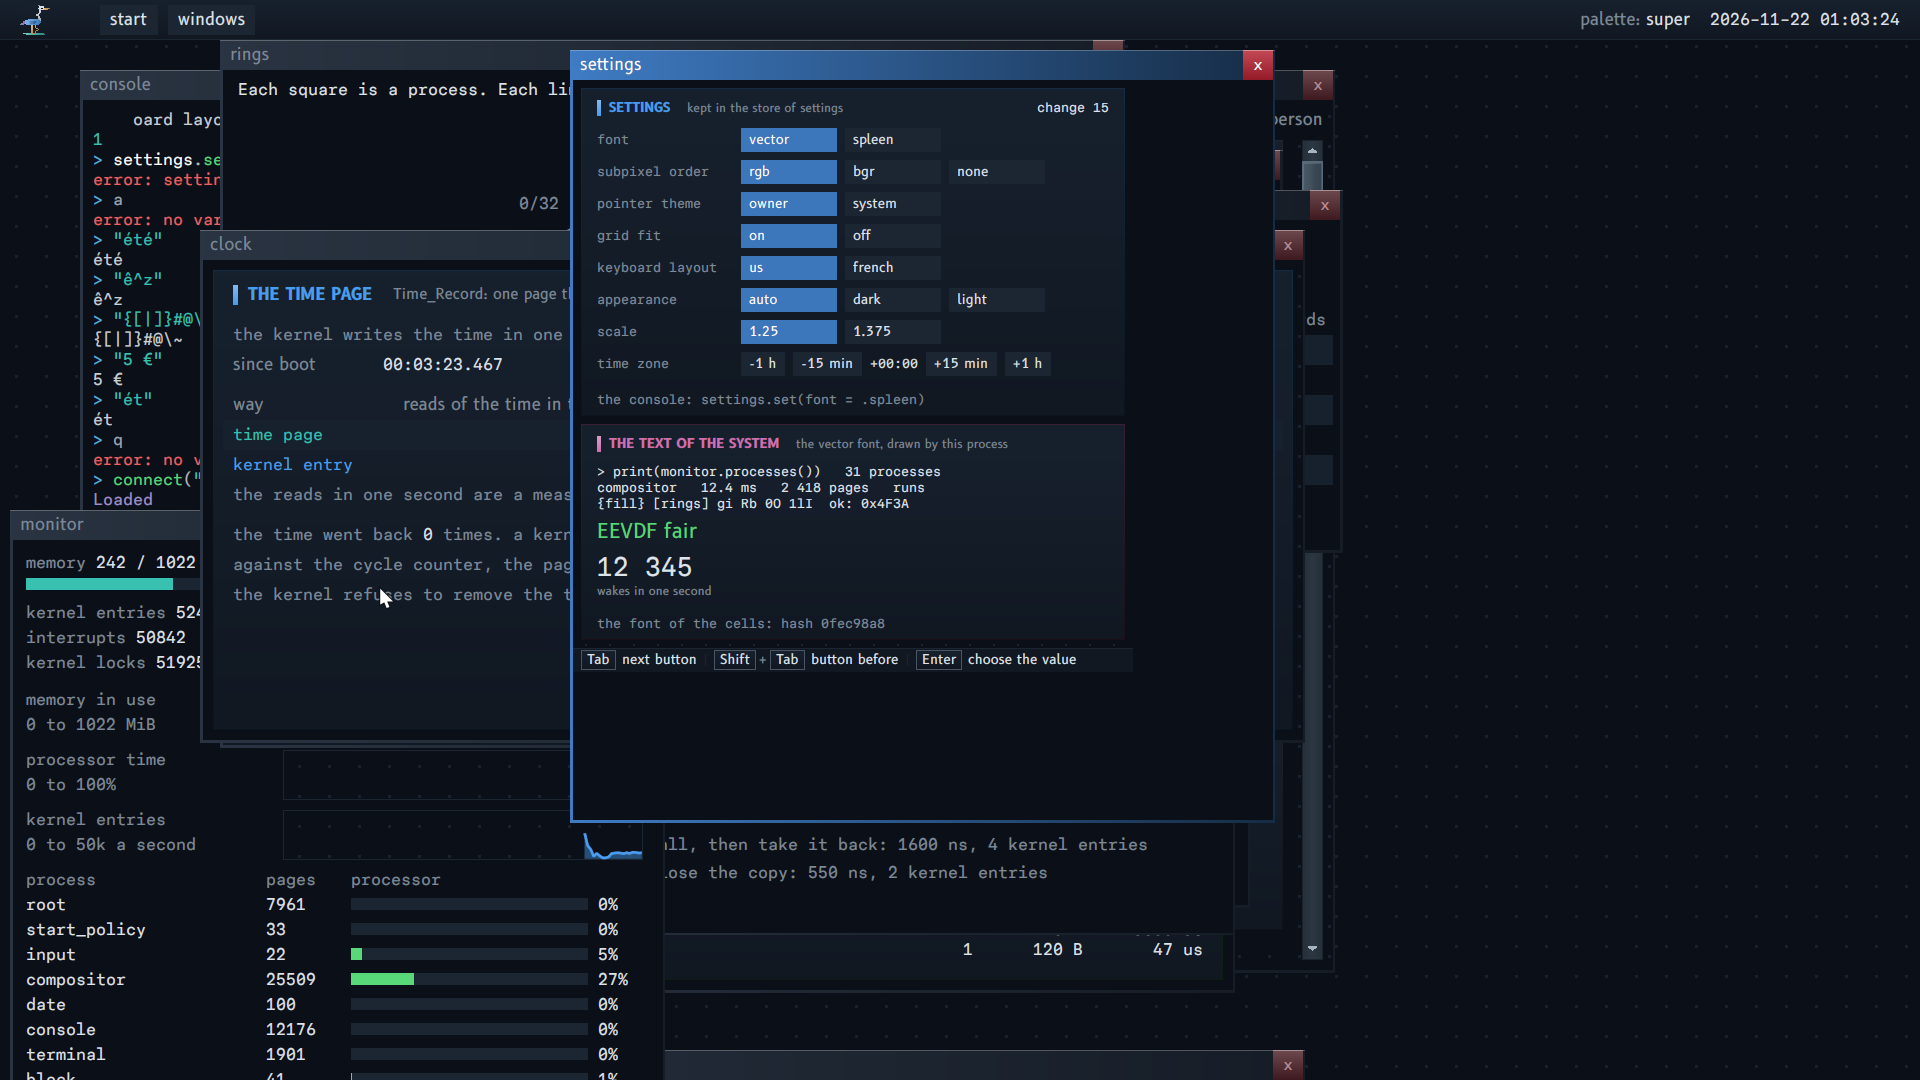 start windows palette: super 2026-11-22 01:03:24
rings
Each square is a process. Each
0/32
console
oard layo
1
> settings.se
error: settin
> a
error: no var
> "été"
été
> "ê^z"
ê^z
> "{[|]}#@\
{[|]}#@\~
> "5 €"
5 €
> "ét"
ét
> q
error: no v
> connect("
Loaded
clock
THE TIME PAGE Time_Record: one page
the kernel writes the time in one
since boot 00:03:23.467
way reads of the time in
time page
kernel entry
the reads in one second are a meas
the time went back 0 times. a kern
against the cycle counter, the pag
the kernel refuses to remove the t
settings x
SETTINGS kept in the store of settings change 15
font vector spleen
subpixel order rgb bgr none
pointer theme owner system
grid fit on off
keyboard layout us french
appearance auto dark light
scale 1.25 1.375
time zone -1 h -15 min +00:00 +15 min +1 h
the console: settings.set(font = .spleen)
THE TEXT OF THE SYSTEM the vector font, drawn by this process
> print(monitor.processes()) 31 processes
compositor 12.4 ms 2 418 pages runs
{fill} [rings] gi Rb 0O 1lI ok: 0x4F3A
EEVDF fair
12 345
wakes in one second
the font of the cells: hash 0fec98a8
Tab next button Shift + Tab button before Enter choose the value
x
erson
x
x
ds
monitor
memory 242 / 1022
kernel entries 524
interrupts 50842
kernel locks 51925
memory in use
0 to 1022 MiB
processor time
0 to 100%
kernel entries
0 to 50k a second
process pages processor
root 7961 0%
start_policy 33 0%
input 22 5%
compositor 25509 27%
date 100 0%
console 12176 0%
terminal 1901 0%
block 41 1%
all, then take it back: 1600 ns, 4 kernel entries
lose the copy: 550 ns, 2 kernel entries
1 120 B 47 us
x